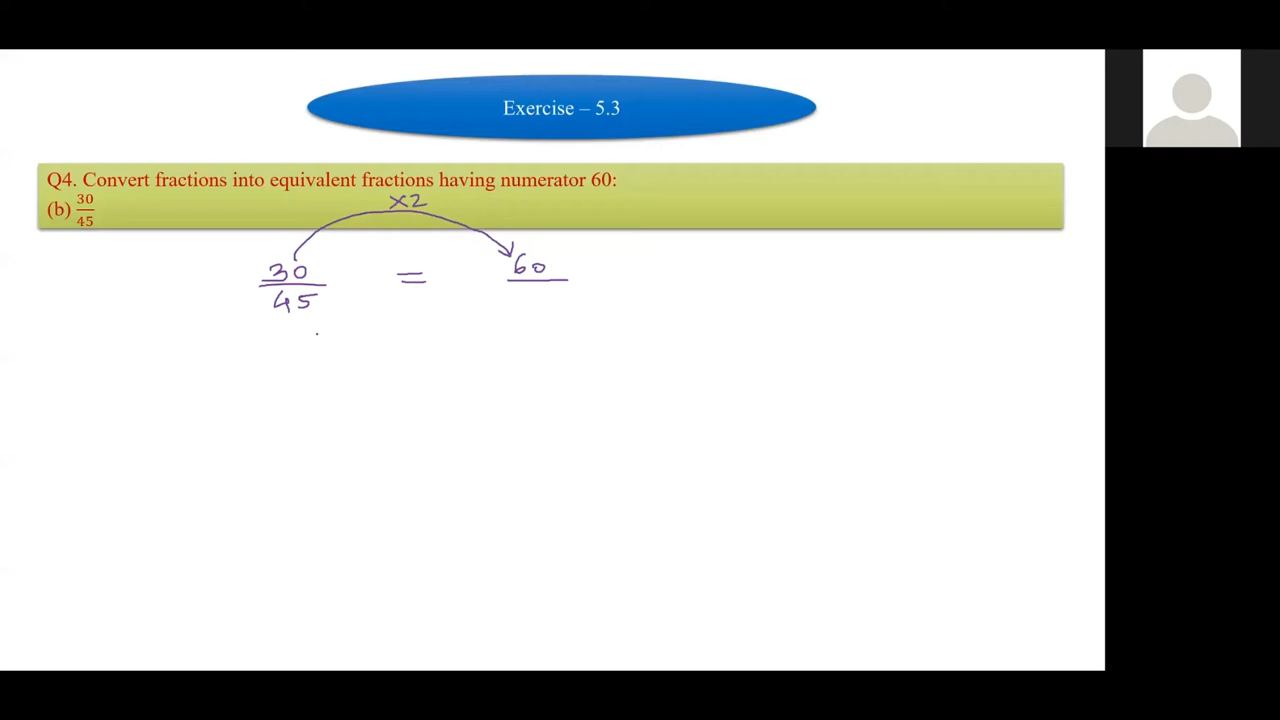 Exercise – 5.3
Q4. Convert fractions into equivalent fractions having numerator 60:
(b) 30/45
×2
30/45 = 60/